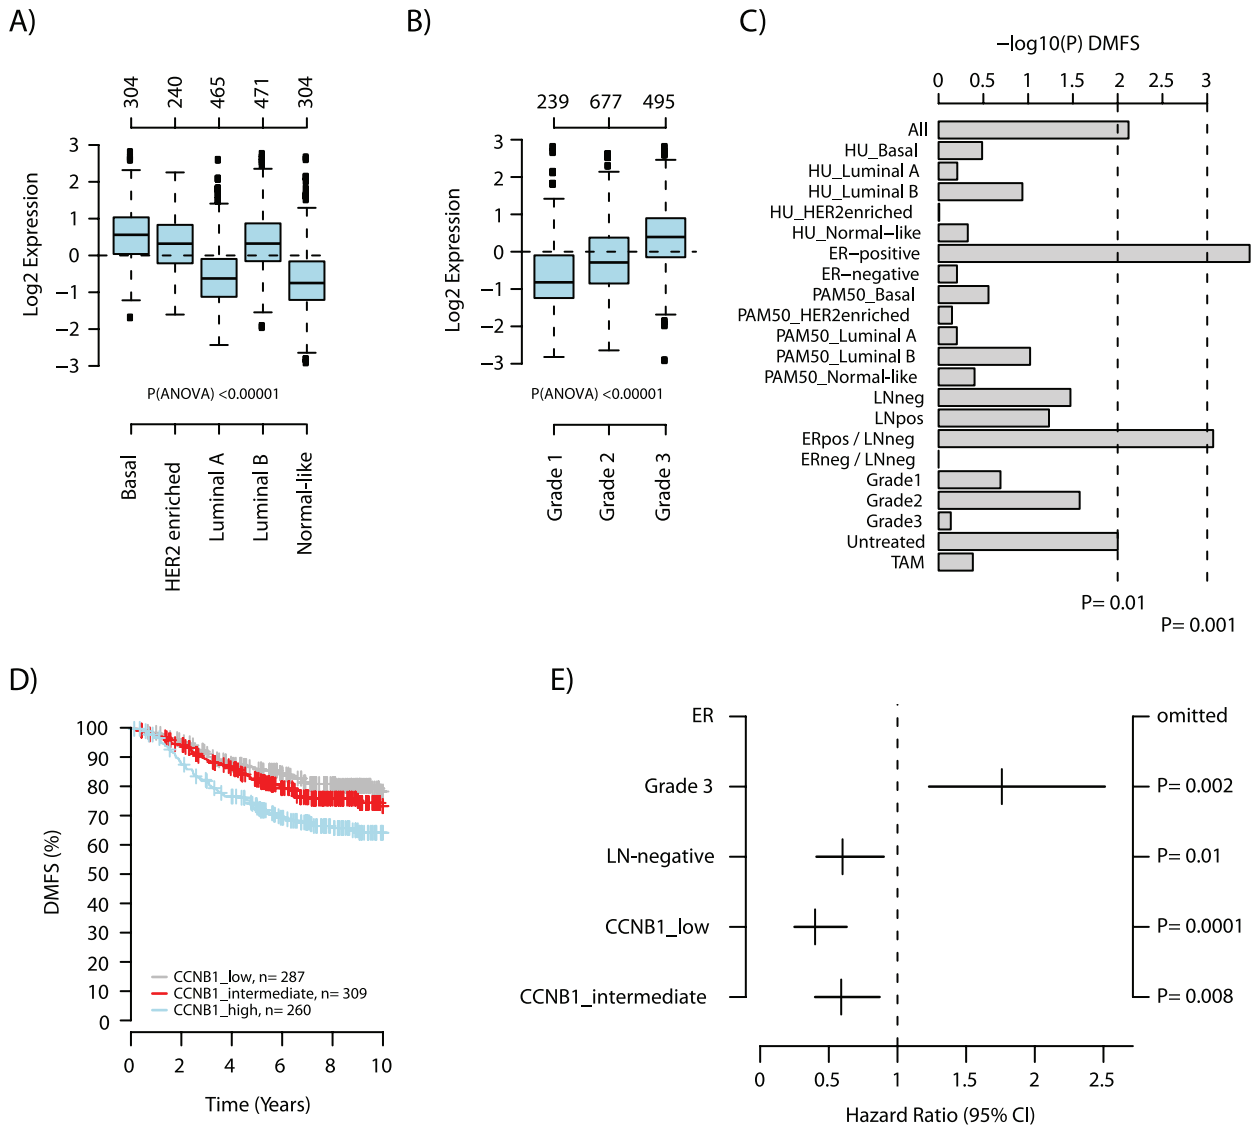 A)
304
240
465
471
304
3
2
1
0
−1
−2
−3
Log2 Expression
P(ANOVA) <0.00001
Basal
HER2 enriched
Luminal A
Luminal B
Normal-like
B)
239 677 495
3
2
1
0
−1
−2
−3
Log2 Expression
P(ANOVA) <0.00001
Grade 1
Grade 2
Grade 3
C)
−log10(P) DMFS
0 0.5 1 1.5 2 2.5 3
All
HU_Basal
HU_Luminal A
HU_Luminal B
HU_HER2enriched
HU_Normal−like
ER−positive
ER−negative
PAM50_Basal
PAM50_HER2enriched
PAM50_Luminal A
PAM50_Luminal B
PAM50_Normal-like
LNneg
LNpos
ERpos / LNneg
ERneg / LNneg
Grade1
Grade2
Grade3
Untreated
TAM
P= 0.01
P= 0.001
D)
100
90
80
70
60
50
40
30
20
10
0
DMFS (%)
CCNB1_low, n= 287
CCNB1_intermediate, n= 309
CCNB1_high, n= 260
0 2 4 6 8 10
Time (Years)
E)
ER omitted
Grade 3 P= 0.002
LN-negative P= 0.01
CCNB1_low P= 0.0001
CCNB1_intermediate P= 0.008
0 0.5 1 1.5 2 2.5
Hazard Ratio (95% CI)